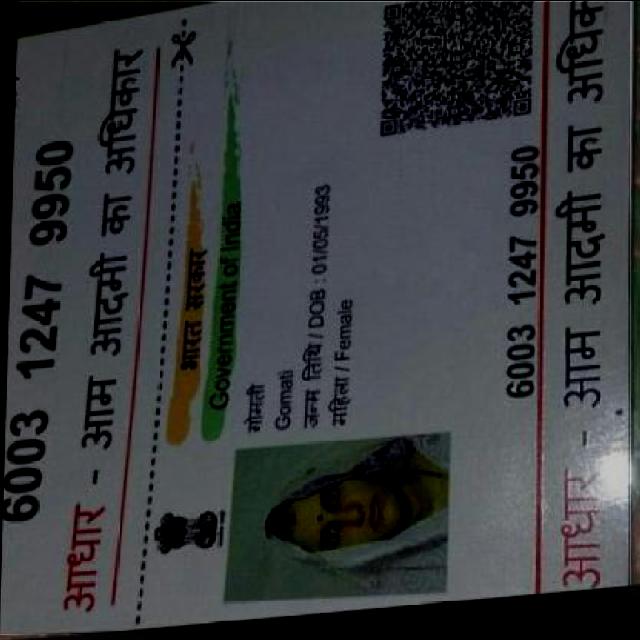 6003 1247 9950
आधार - आम आदमी का अधिकार
भारत सरकार
Government of India
गोमती
Gomati
जन्म तिथि / DOB : 01/05/1993
महिला / Female
6003 1247 9950
आधार - आम आदमी का अधिक